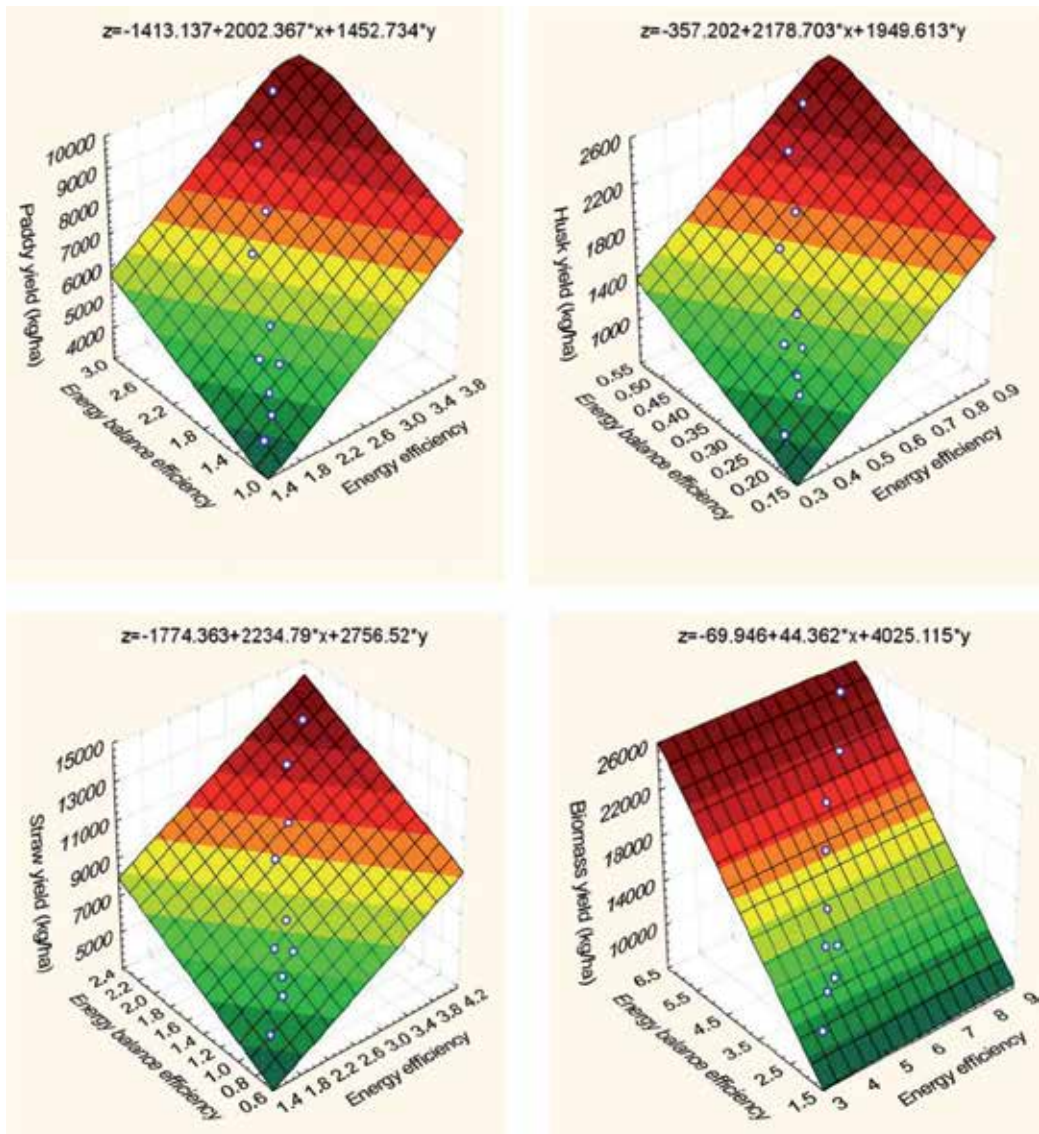 z=-1413.137+2002.367*x+1452.734*y
10000
9000
8000
7000
6000
5000
4000
Paddy yield (kg/ha)
3.0
2.6
2.2
1.8
1.4
1.0
Energy balance efficiency
1.4 1.8 2.2 2.6 3.0 3.4 3.8
Energy efficiency
z=-357.202+2178.703*x+1949.613*y
2600
2200
1800
1400
1000
Husk yield (kg/ha)
0.55
0.50
0.45
0.40
0.35
0.30
0.25
0.20
0.15
Energy balance efficiency
0.3 0.4 0.5 0.6 0.7 0.8 0.9
Energy efficiency
z=-1774.363+2234.79*x+2756.52*y
15000
13000
11000
9000
7000
5000
Straw yield (kg/ha)
2.4
2.2
2.0
1.8
1.6
1.4
1.2
1.0
0.8
0.6
Energy balance efficiency
1.4 1.8 2.2 2.6 3.0 3.4 3.8 4.2
Energy efficiency
z=-69.946+44.362*x+4025.115*y
26000
22000
18000
14000
10000
Biomass yield (kg/ha)
6.5
5.5
4.5
3.5
2.5
1.5
Energy balance efficiency
3 4 5 6 7 8 9
Energy efficiency